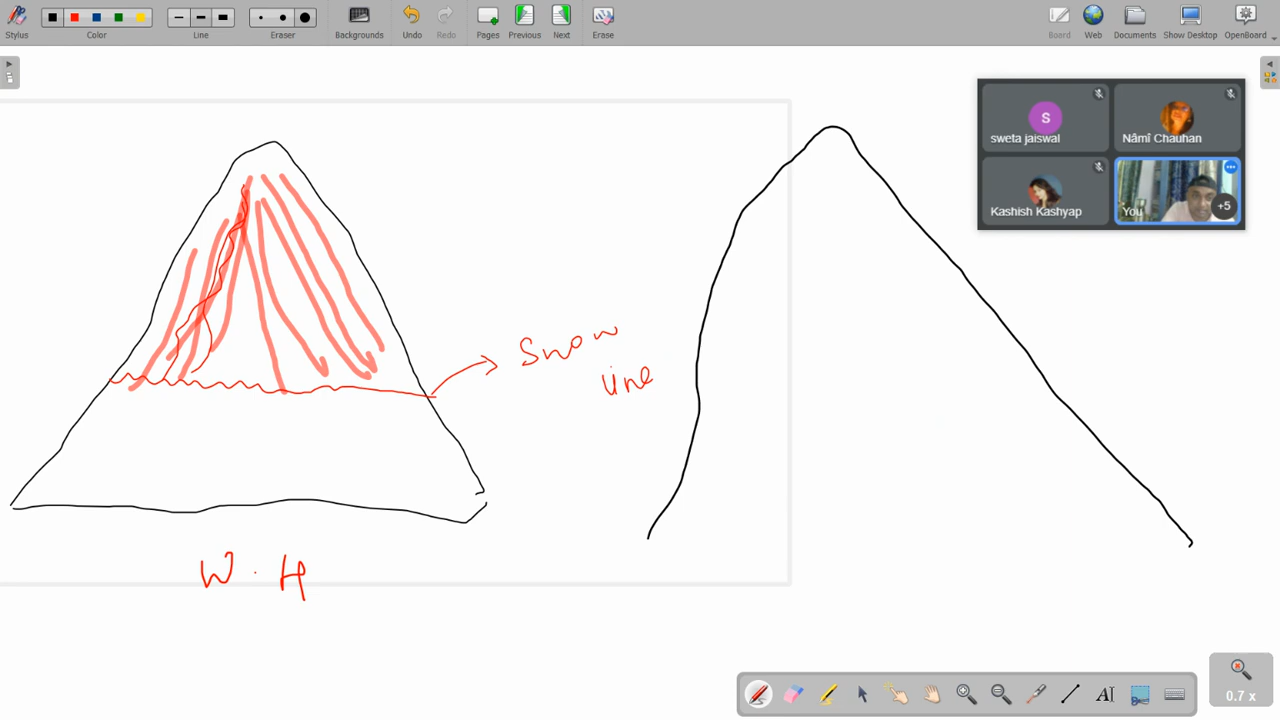 Stylus
Color
Line
Eraser
Backgrounds
Undo
Redo
Pages
Previous
Next
Erase
Board
Web
Documents
Show Desktop
OpenBoard
S
sweta jaiswal
Nâmî Chauhan
Kashish Kashyap
You
+5
Snow
line
W. H
0.7 x